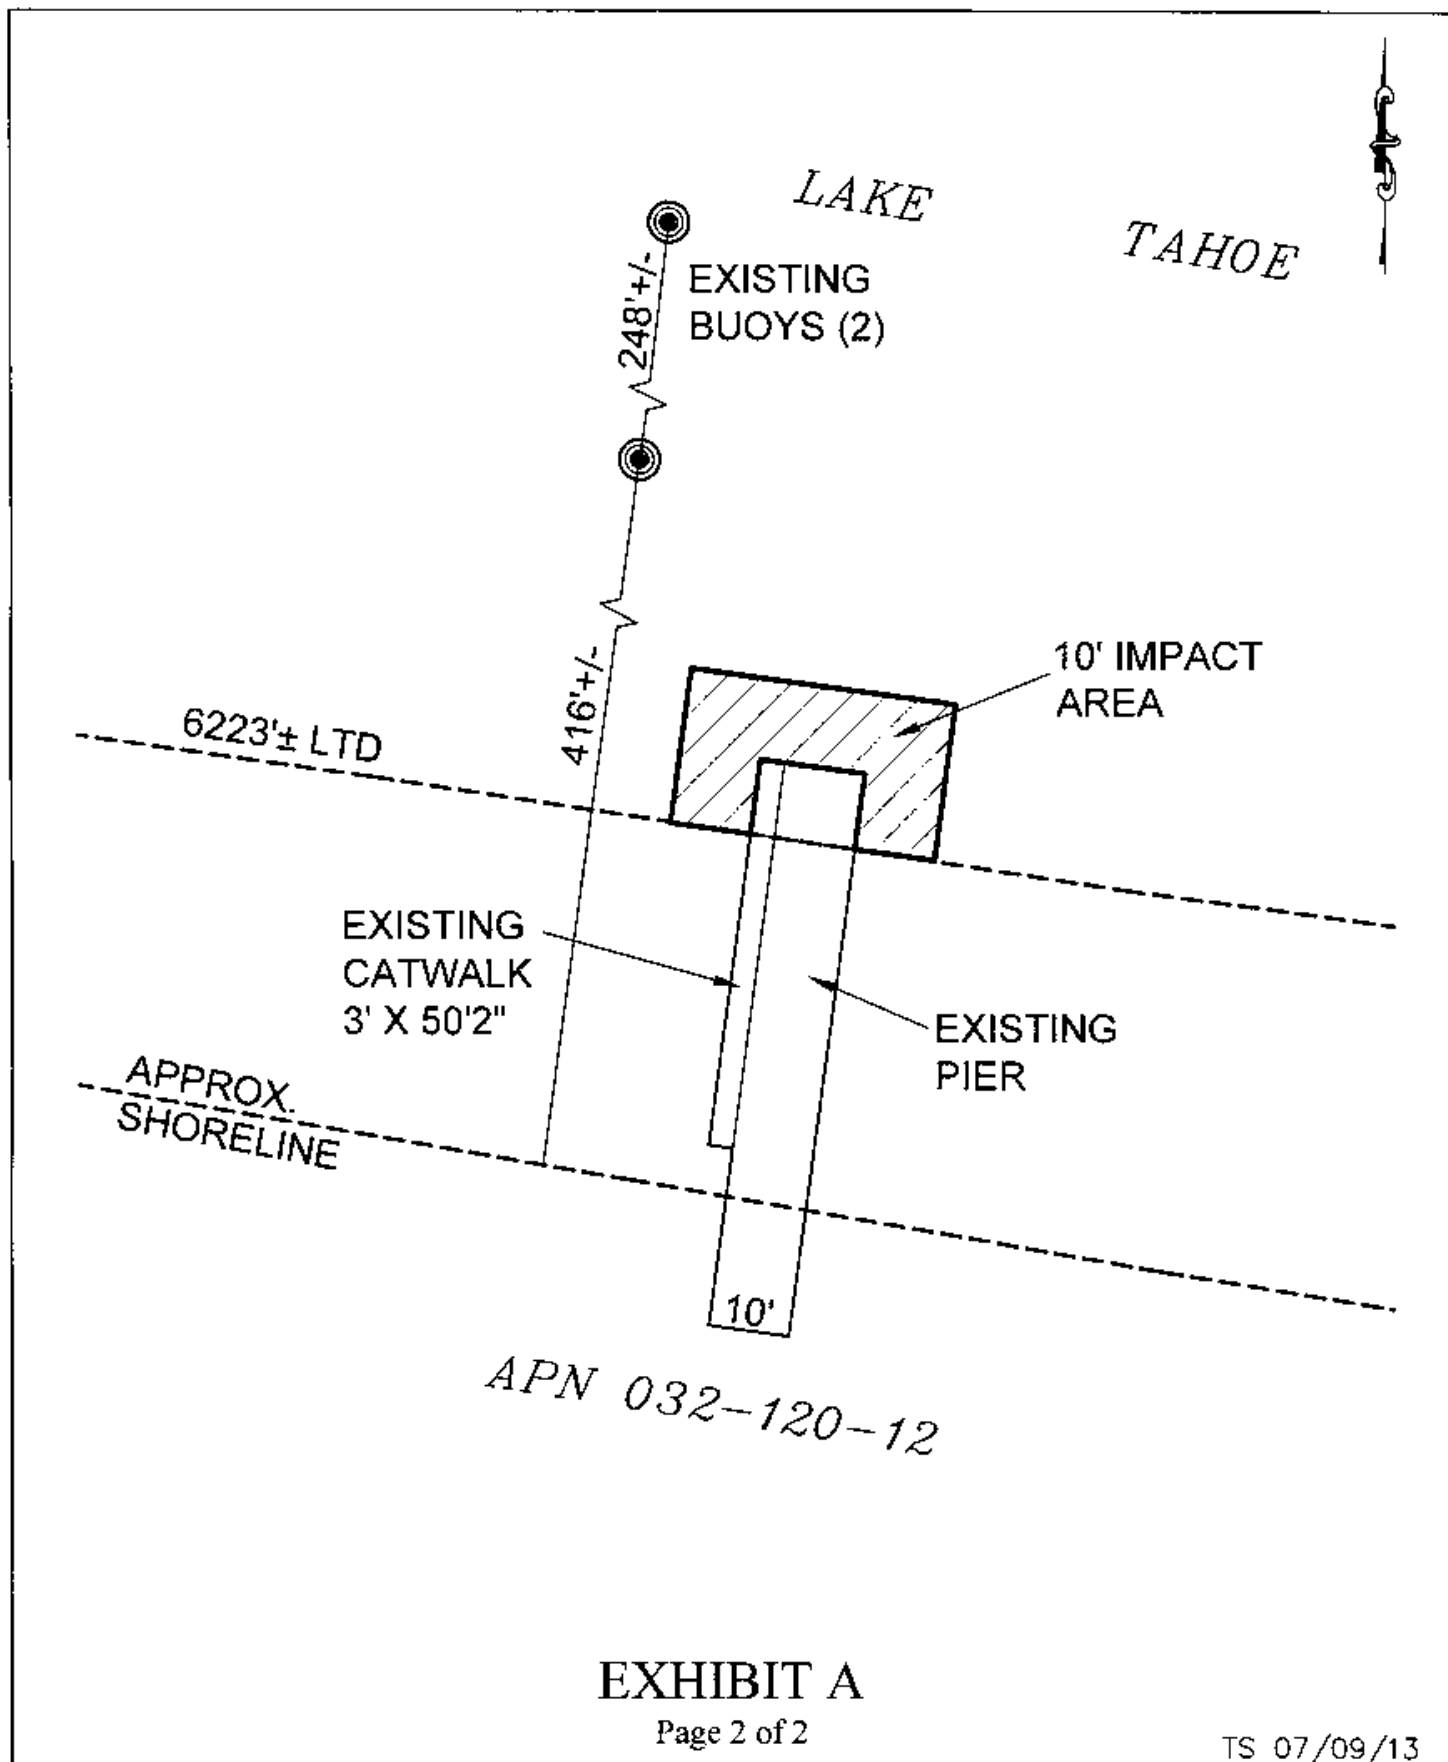 LAKE
TAHOE
EXISTING
BUOYS (2)
248'+/-
10' IMPACT
AREA
416'+/-
6223'± LTD
EXISTING
CATWALK
3' X 50'2"
EXISTING
PIER
APPROX.
SHORELINE
10'
APN 032-120-12
EXHIBIT A
Page 2 of 2
TS 07/09/13